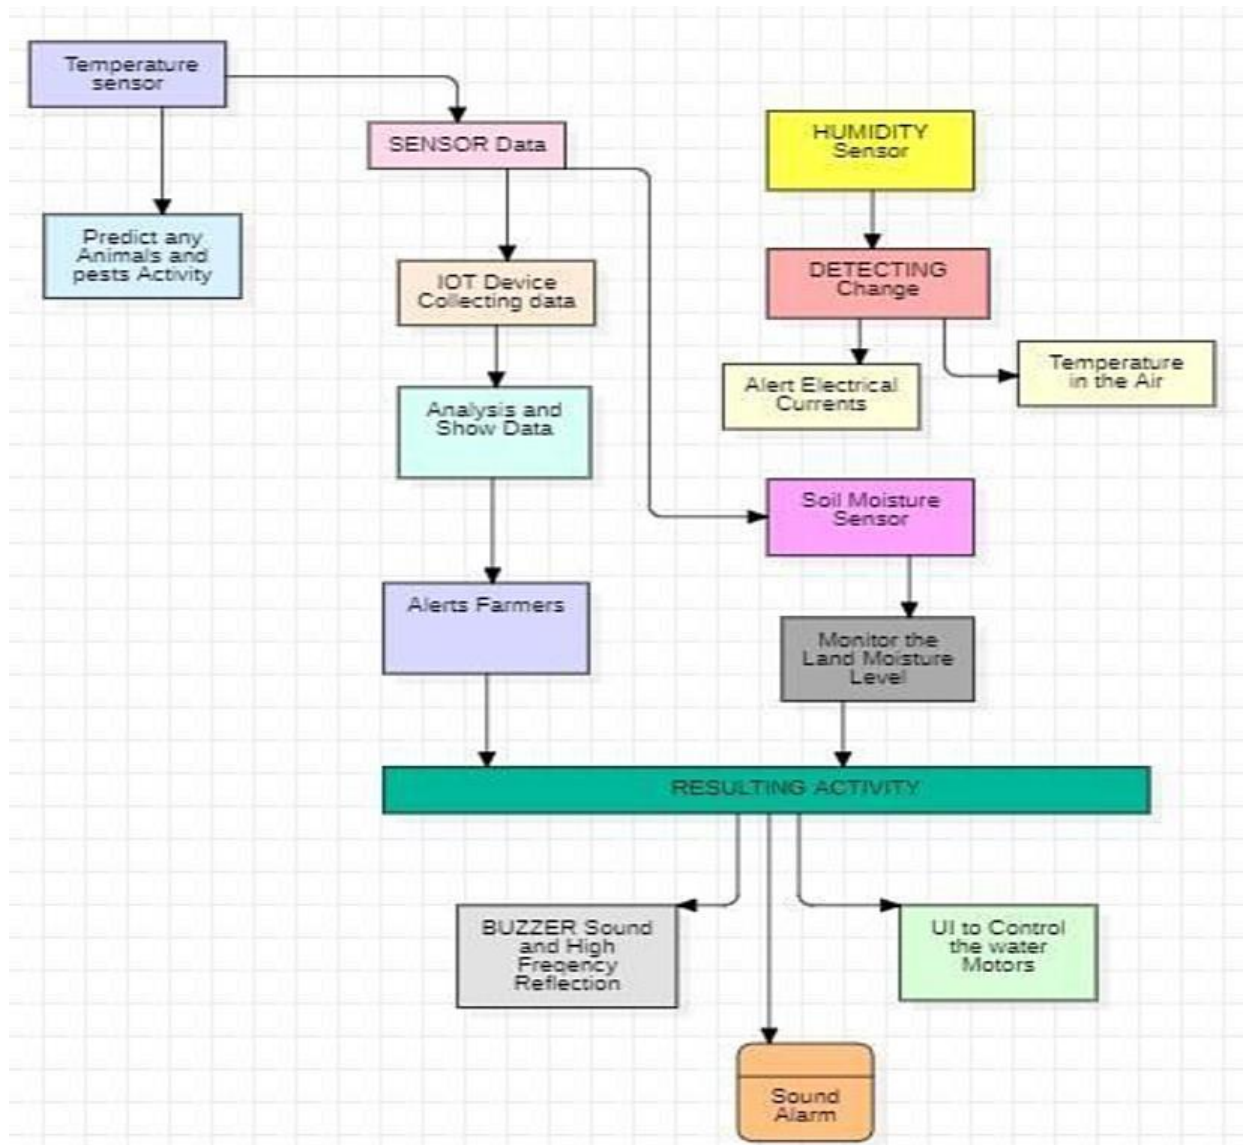 Temperature
sensor
SENSOR Data
HUMIDITY
Sensor
Predict any
Animals and
pests Activity
IOT Device
Collecting data
DETECTING
Change
Alert Electrical
Currents
Temperature
in the Air
Analysis and
Show Data
Soil Moisture
Sensor
Alerts Farmers
Monitor the
Land Moisture
Level
RESULTING ACTIVITY
BUZZER Sound
and High
Freqency
Reflection
UI to Control
the water
Motors
Sound
Alarm